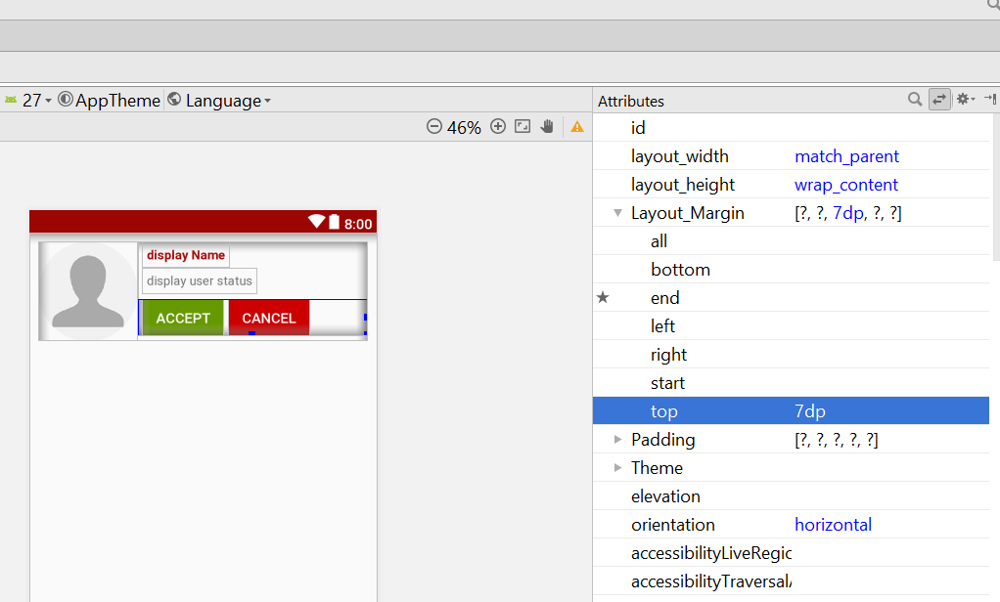 27 AppTheme Language
46%
8:00
display Name
display user status
ACCEPT CANCEL
Attributes
id
layout_width match_parent
layout_height wrap_content
Layout_Margin [?, ?, 7dp, ?, ?]
all
bottom
end
left
right
start
top 7dp
Padding [?, ?, ?, ?, ?]
Theme
elevation
orientation horizontal
accessibilityLiveRegio
accessibilityTraversal